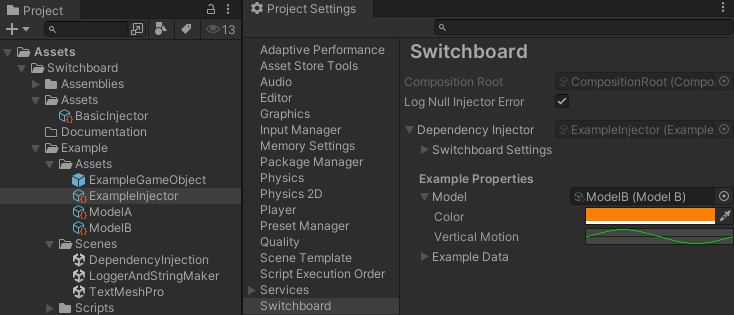 Project
13
Assets
Switchboard
Assemblies
Assets
BasicInjector
Documentation
Example
Assets
ExampleGameObject
ExampleInjector
ModelA
ModelB
Scenes
DependencyInjection
LoggerAndStringMaker
TextMeshPro
Scripts
Project Settings
Adaptive Performance
Asset Store Tools
Audio
Editor
Graphics
Input Manager
Memory Settings
Package Manager
Physics
Physics 2D
Player
Preset Manager
Quality
Scene Template
Script Execution Order
Services
Switchboard
Switchboard
Composition Root CompositionRoot (Compo
Log Null Injector Error
Dependency Injector ExampleInjector (Example
Switchboard Settings
Example Properties
Model ModelB (Model B)
Color
Vertical Motion
Example Data